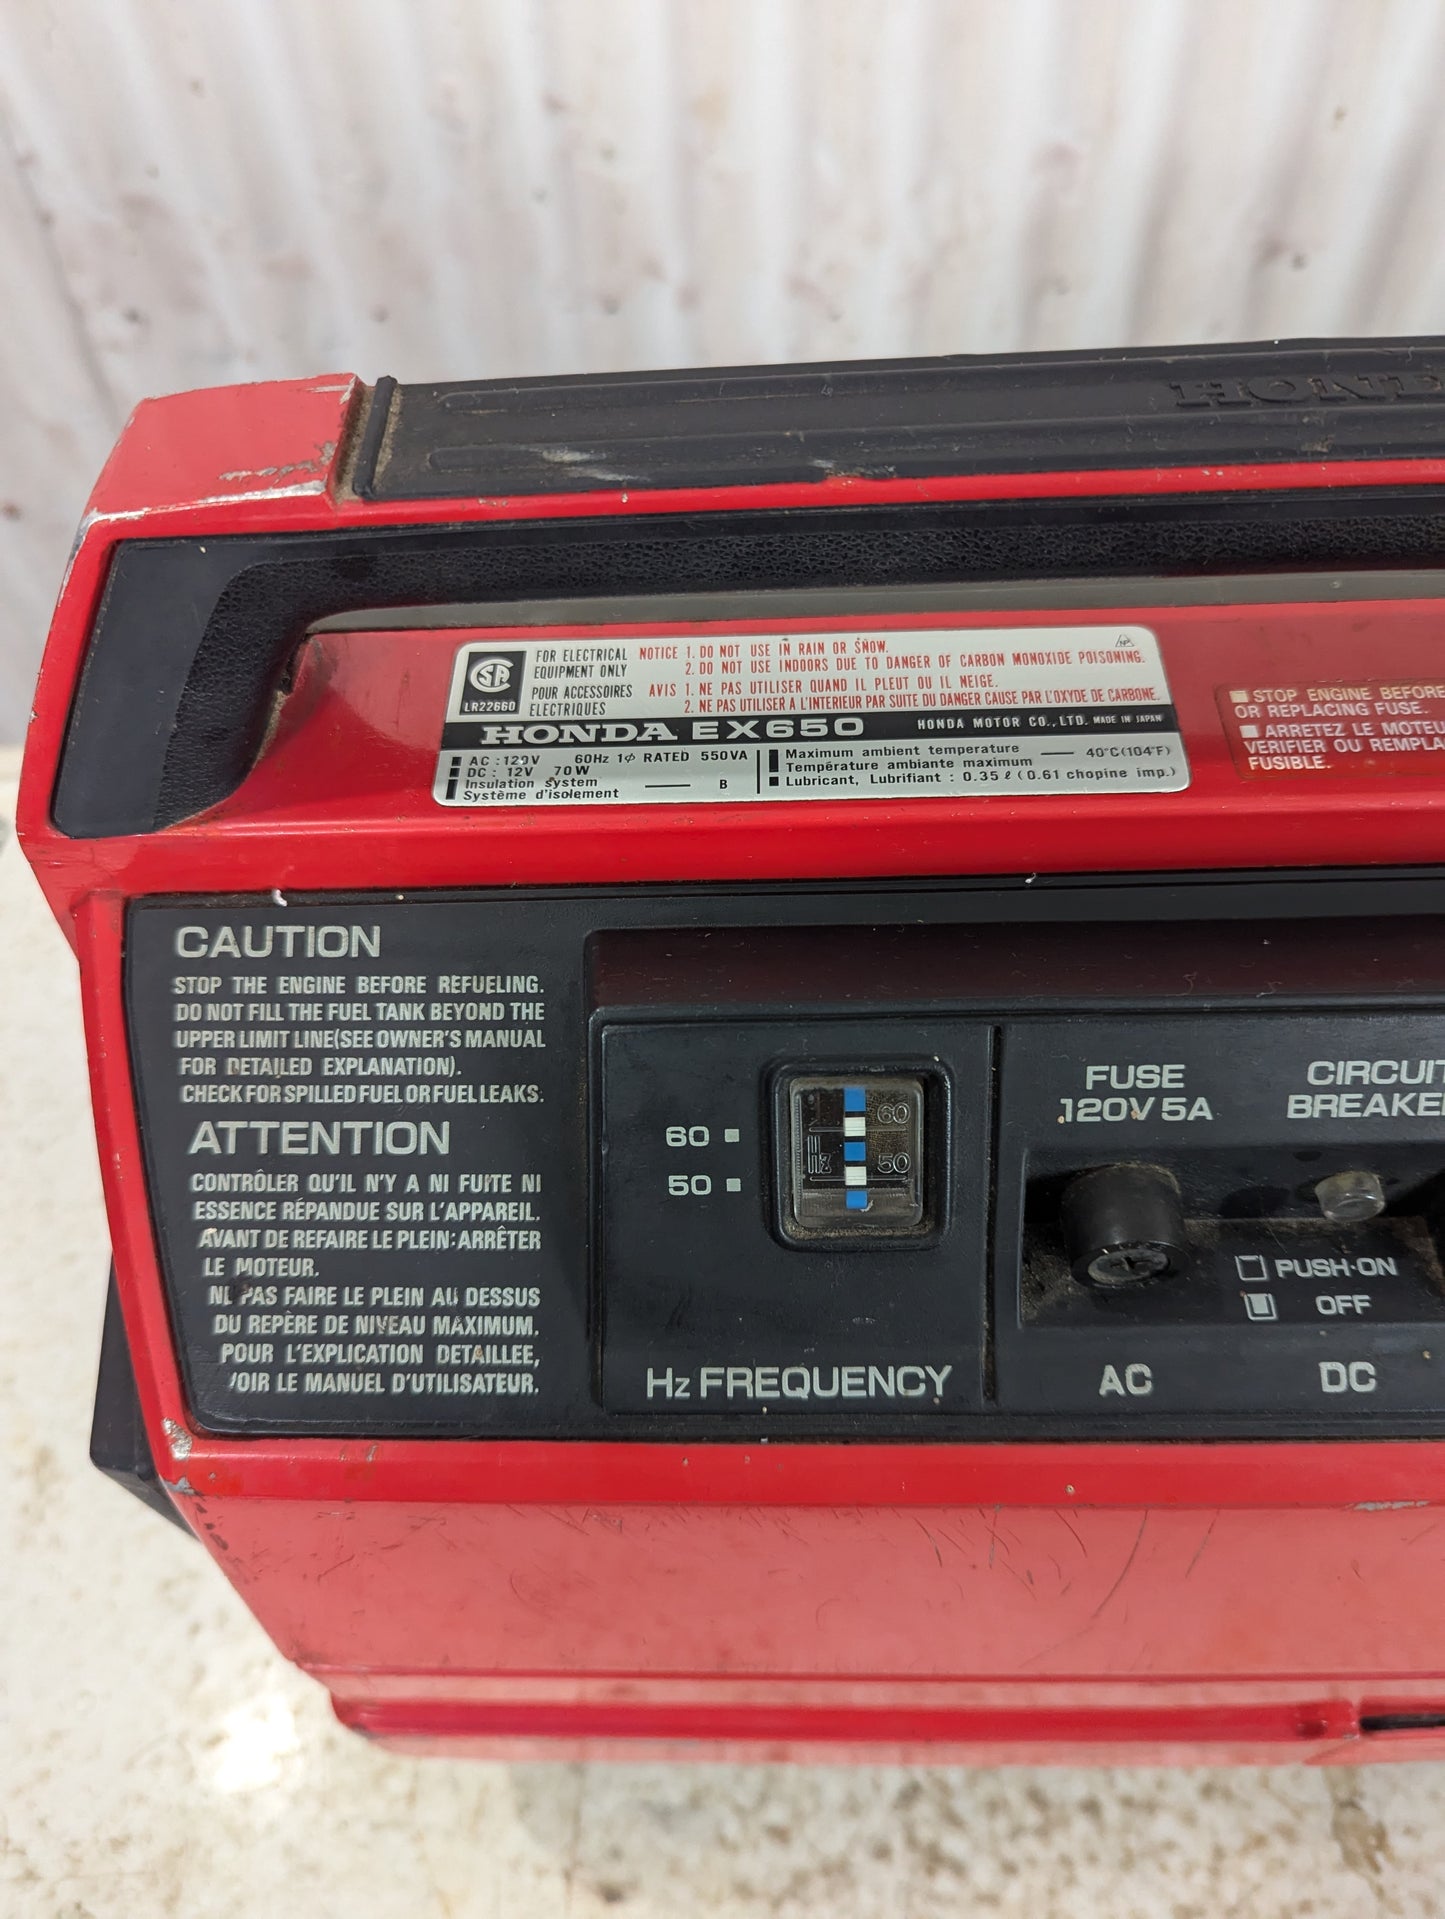 HONDA
CSA
LR22660
FOR ELECTRICAL
EQUIPMENT ONLY
POUR ACCESSOIRES
ELECTRIQUES
NOTICE 1. DO NOT USE IN RAIN OR SNOW.
2. DO NOT USE INDOORS DUE TO DANGER OF CARBON MONOXIDE POISONING.
AVIS 1. NE PAS UTILISER QUAND IL PLEUT OU IL NEIGE.
2. NE PAS UTILISER A L'INTERIEUR PAR SUITE DU DANGER CAUSE PAR L'OXYDE DE CARBONE.
HONDA EX650 HONDA MOTOR CO., LTD. MADE IN JAPAN
AC : 120V 60Hz 1φ RATED 550VA
DC : 12V 70W
Insulation system
Système d'isolement B
Maximum ambient temperature 40°C (104°F)
Température ambiante maximum
Lubricant, Lubrifiant : 0.35 ℓ (0.61 chopine imp.)
STOP ENGINE BEFORE
OR REPLACING FUSE.
ARRETEZ LE MOTEU
VERIFIER OU REMPLA
FUSIBLE.
CAUTION
STOP THE ENGINE BEFORE REFUELING.
DO NOT FILL THE FUEL TANK BEYOND THE
UPPER LIMIT LINE(SEE OWNER'S MANUAL
FOR DETAILED EXPLANATION).
CHECK FOR SPILLED FUEL OR FUEL LEAKS.
ATTENTION
CONTRÔLER QU'IL N'Y A NI FUITE NI
ESSENCE RÉPANDUE SUR L'APPAREIL.
AVANT DE REFAIRE LE PLEIN: ARRÊTER
LE MOTEUR.
NE PAS FAIRE LE PLEIN AU DESSUS
DU REPÈRE DE NIVEAU MAXIMUM.
POUR L'EXPLICATION DETAILLEE,
VOIR LE MANUEL D'UTILISATEUR.
60
50
60
Hz 50
Hz FREQUENCY
FUSE
120V 5A
CIRCUIT
BREAKE
PUSH·ON
OFF
AC
DC